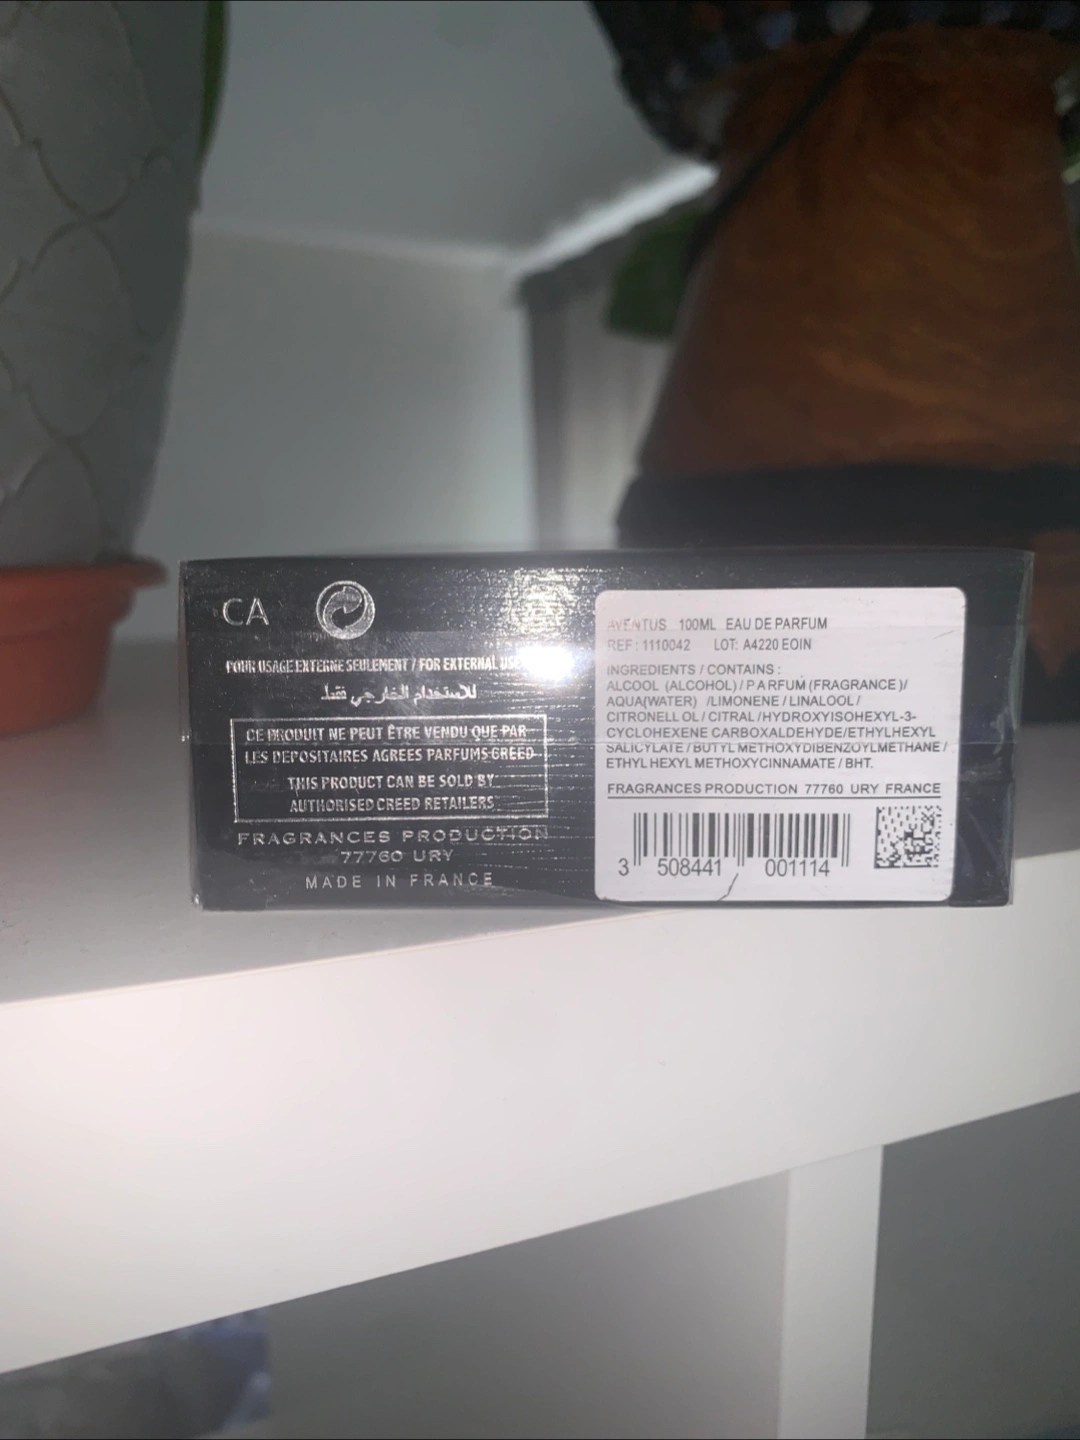 CA
POUR USAGE EXTERNE SEULEMENT / FOR EXTERNAL
للاستخدام الخارجي فقط
CE PRODUIT NE PEUT ÊTRE VENDU QUE PAR
LES DEPOSITAIRES AGREES PARFUMS CREED
THIS PRODUCT CAN BE SOLD BY
AUTHORISED CREED RETAILERS
FRAGRANCES PRODUCTION
77760 URY
MADE IN FRANCE
AVENTUS 100ML EAU DE PARFUM
REF : 1110042 LOT: A4220 EOIN
INGREDIENTS / CONTAINS :
ALCOOL (ALCOHOL) / PARFUM (FRAGRANCE)/
AQUA(WATER) /LIMONENE / LINALOOL /
CITRONELL OL / CITRAL /HYDROXYISOHEXYL-3-
CYCLOHEXENE CARBOXALDEHYDE/ETHYLHEXYL
SALICYLATE / BUTYL METHOXYDIBENZOYLMETHANE /
ETHYL HEXYL METHOXYCINNAMATE / BHT.
FRAGRANCES PRODUCTION 77760 URY FRANCE
3 508441 001114